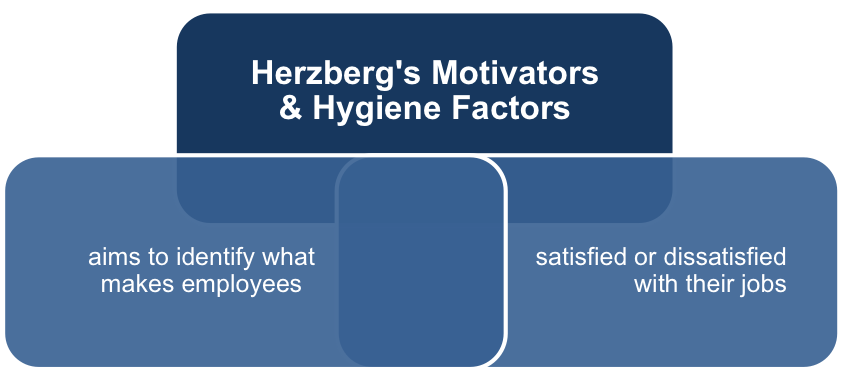 Herzberg's Motivators
& Hygiene Factors
aims to identify what
makes employees
satisfied or dissatisfied
with their jobs